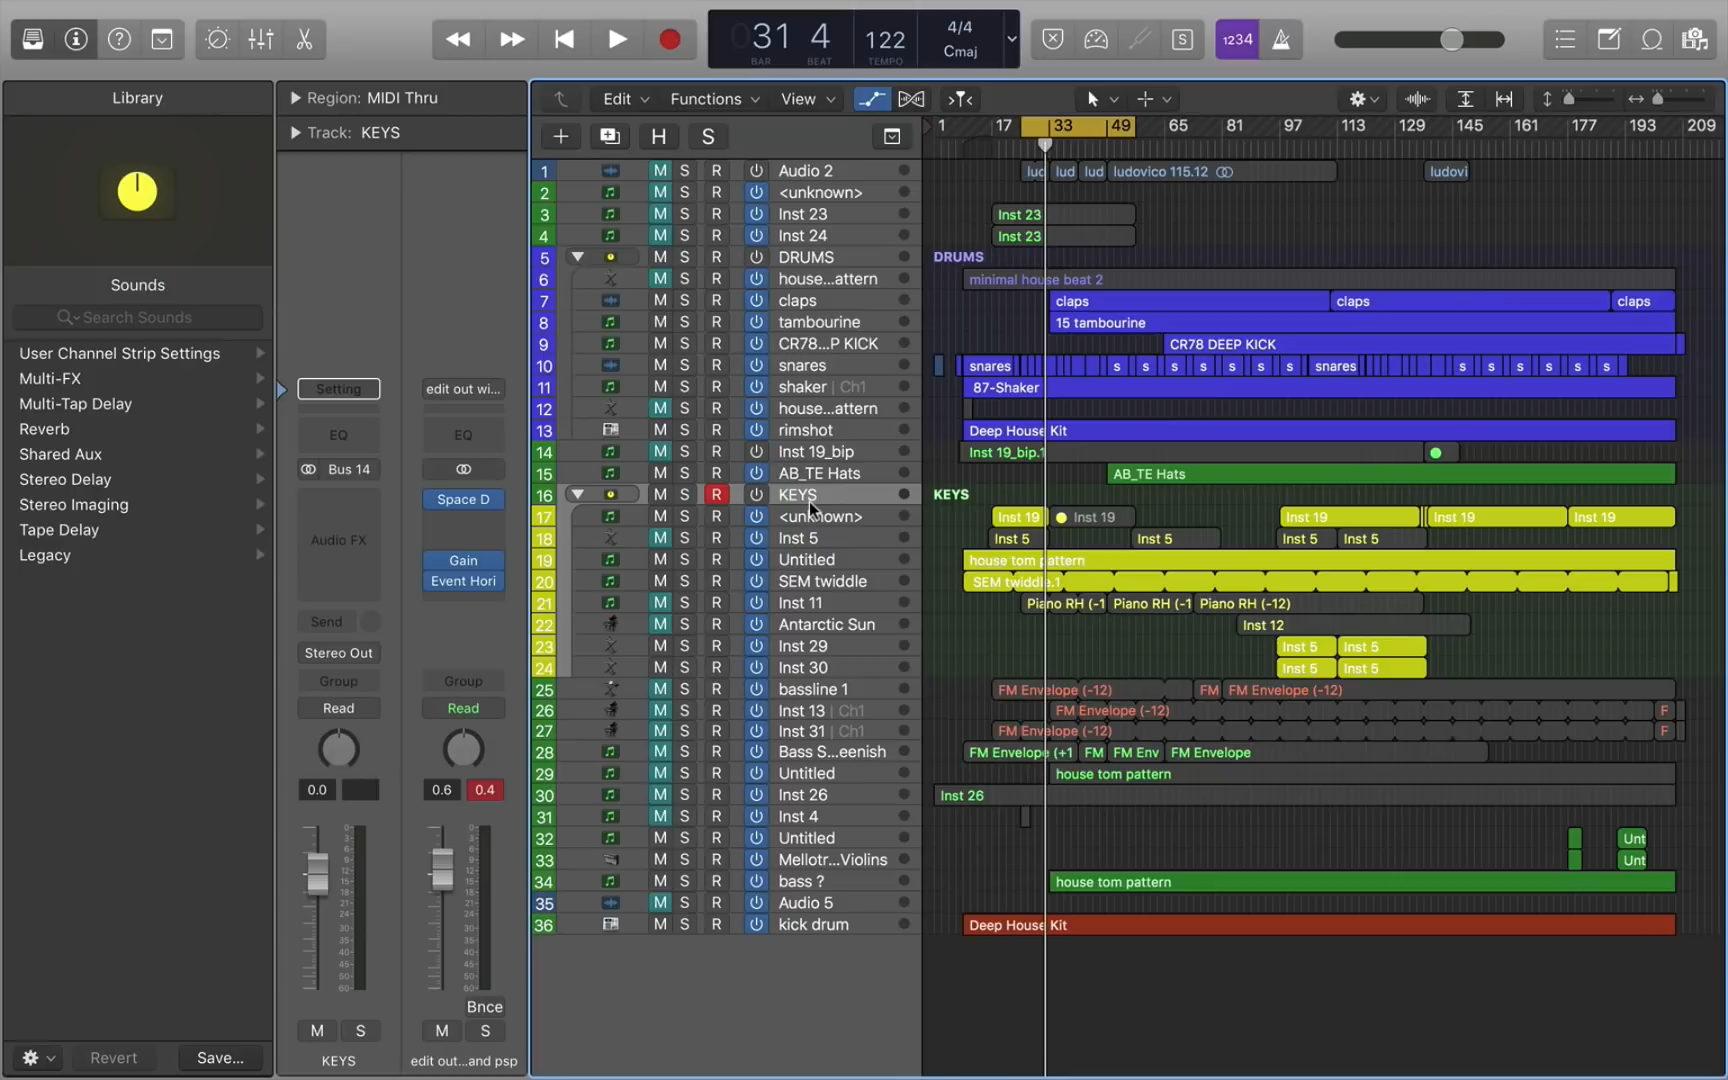 31 4 122 4/4 Cmaj
BAR BEAT TEMPO
S 1234
Library
Region: MIDI Thru
Track: KEYS
Edit Functions View
H S
1 17 33 49 65 81 97 113 129 145 161 177 193 209
Sounds
Search Sounds
User Channel Strip Settings
Multi-FX
Multi-Tap Delay
Reverb
Shared Aux
Stereo Delay
Stereo Imaging
Tape Delay
Legacy
Revert Save...
Setting edit out wi...
EQ EQ
Bus 14
Space D
Audio FX
Gain
Event Hori
Send
Stereo Out
Group Group
Read Read
0.0 0.6 0.4
Bnce
M S M S
KEYS edit out...and psp
1 M S R Audio 2 lud lud lud ludovico 115.12 ludovi
2 M S R <unknown>
3 M S R Inst 23 Inst 23
4 M S R Inst 24 Inst 23
5 M S R DRUMS DRUMS
6 M S R house...attern minimal house beat 2
7 M S R claps claps claps claps
8 M S R tambourine 15 tambourine
9 M S R CR78...P KICK CR78 DEEP KICK
10 M S R snares snares s s s s s s s snares s s s s s s
11 M S R shaker | Ch1 87-Shaker
12 M S R house...attern
13 M S R rimshot Deep House Kit
14 M S R Inst 19_bip Inst 19_bip.1
15 M S R AB_TE Hats AB_TE Hats
16 M S R KEYS KEYS
17 M S R <unknown> Inst 19 Inst 19 Inst 19 Inst 19 Inst 19
18 M S R Inst 5 Inst 5 Inst 5 Inst 5 Inst 5
19 M S R Untitled house tom pattern
20 M S R SEM twiddle SEM twiddle.1
21 M S R Inst 11 Piano RH (-1 Piano RH (-1 Piano RH (-12)
22 M S R Antarctic Sun Inst 12
23 M S R Inst 29 Inst 5 Inst 5
24 M S R Inst 30 Inst 5 Inst 5
25 M S R bassline 1 FM Envelope (-12) FM FM Envelope (-12)
26 M S R Inst 13 | Ch1 FM Envelope (-12) F
27 M S R Inst 31 | Ch1 FM Envelope (-12) F
28 M S R Bass S...eenish FM Envelope (+1 FM FM Env FM Envelope
29 M S R Untitled house tom pattern
30 M S R Inst 26 Inst 26
31 M S R Inst 4
32 M S R Untitled Unt
33 M S R Mellotr...Violins Unt
34 M S R bass ? house tom pattern
35 M S R Audio 5
36 M S R kick drum Deep House Kit